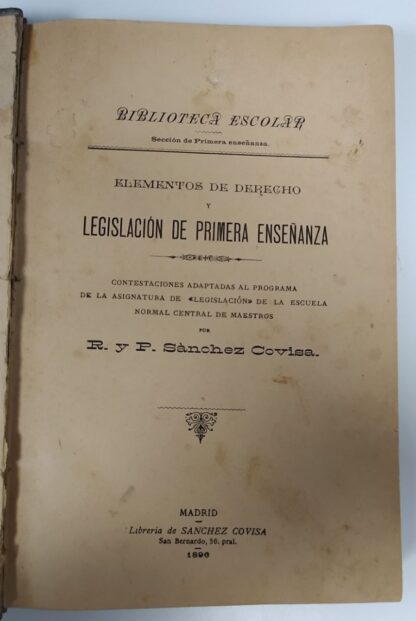 BIBLIOTECA ESCOLAR
Sección de Primera enseñanza.
ELEMENTOS DE DERECHO
Y
LEGISLACIÓN DE PRIMERA ENSEÑANZA
CONTESTACIONES ADAPTADAS AL PROGRAMA
DE LA ASIGNATURA DE «LEGISLACIÓN» DE LA ESCUELA
NORMAL CENTRAL DE MAESTROS
POR
R. y P. Sànchez Covisa.
MADRID
Librería de SANCHEZ COVISA
San Bernardo, 56, pral.
1896